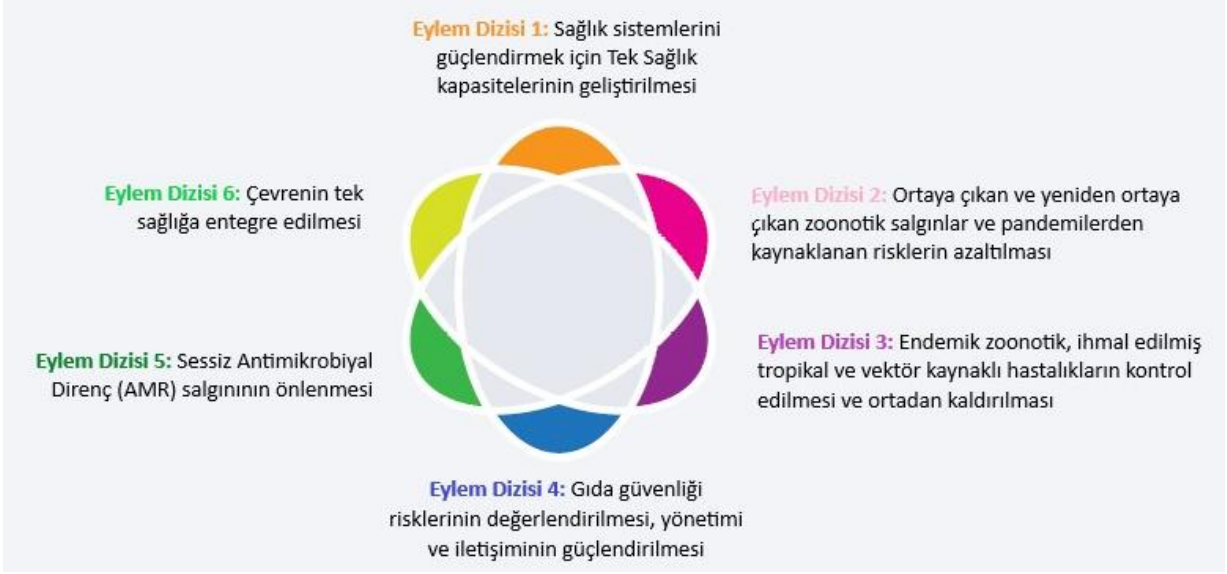 Eylem Dizisi 1: Sağlık sistemlerini
güçlendirmek için Tek Sağlık
kapasitelerinin geliştirilmesi
Eylem Dizisi 2: Ortaya çıkan ve yeniden ortaya
çıkan zoonotik salgınlar ve pandemilerden
kaynaklanan risklerin azaltılması
Eylem Dizisi 3: Endemik zoonotik, ihmal edilmiş
tropikal ve vektör kaynaklı hastalıkların kontrol
edilmesi ve ortadan kaldırılması
Eylem Dizisi 4: Gıda güvenliği
risklerinin değerlendirilmesi, yönetimi
ve iletişiminin güçlendirilmesi
Eylem Dizisi 5: Sessiz Antimikrobiyal
Direnç (AMR) salgınının önlenmesi
Eylem Dizisi 6: Çevrenin tek
sağlığa entegre edilmesi